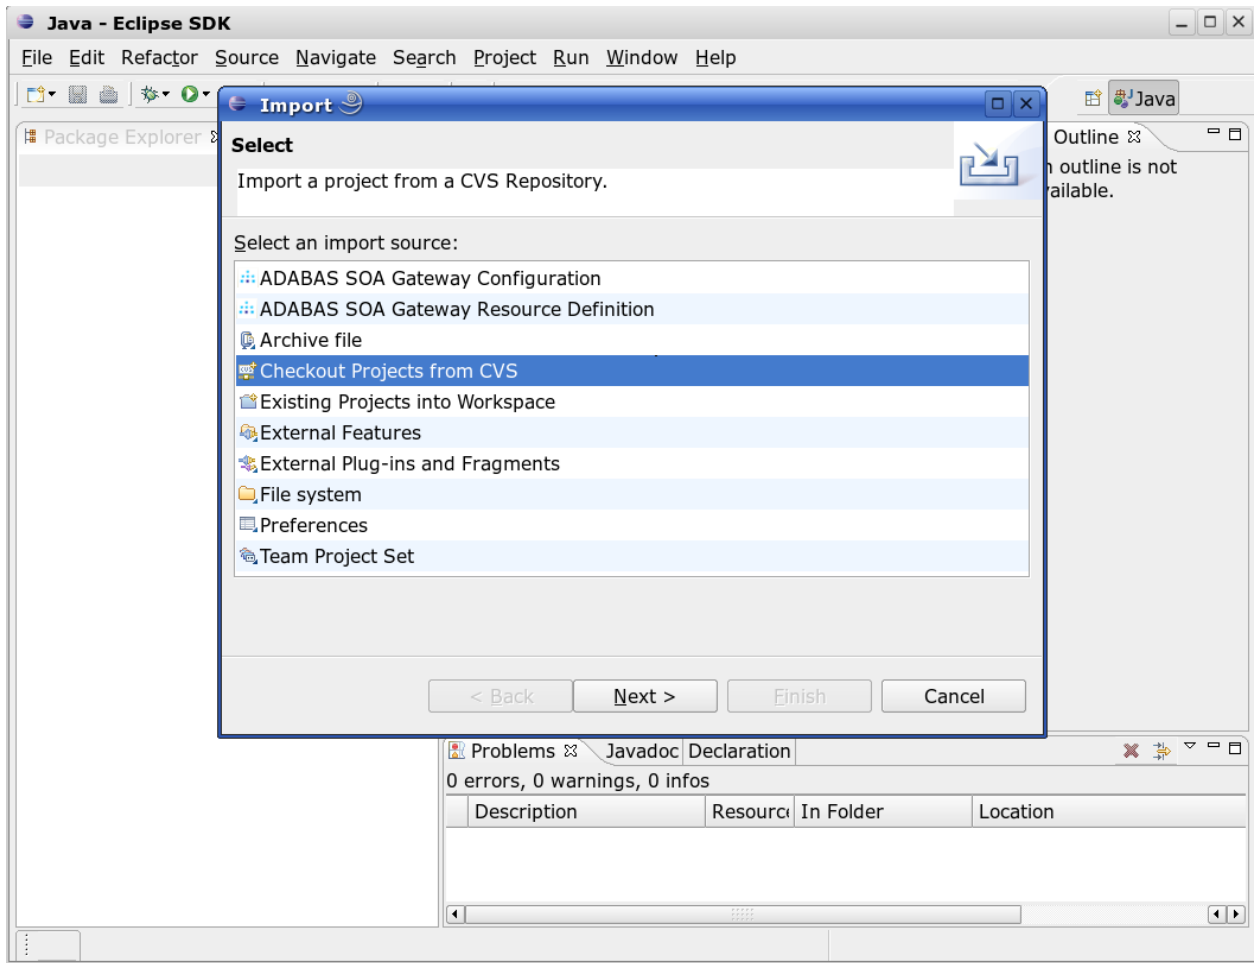 Java - Eclipse SDK
File Edit Refactor Source Navigate Search Project Run Window Help
Java
Import
Package Explorer
Outline
Select
Import a project from a CVS Repository.
outline is not
Select an import source:
ADABAS SOA Gateway Configuration
ADABAS SOA Gateway Resource Definition
Archive file
Checkout Projects from CVS
Existing Projects into Workspace
External Features
External Plug-ins and Fragments
File system
Preferences
Team Project Set
< Back Next > Finish Cancel
Problems Javadoc Declaration
0 errors, 0 warnings, 0 infos
Description In Folder Location